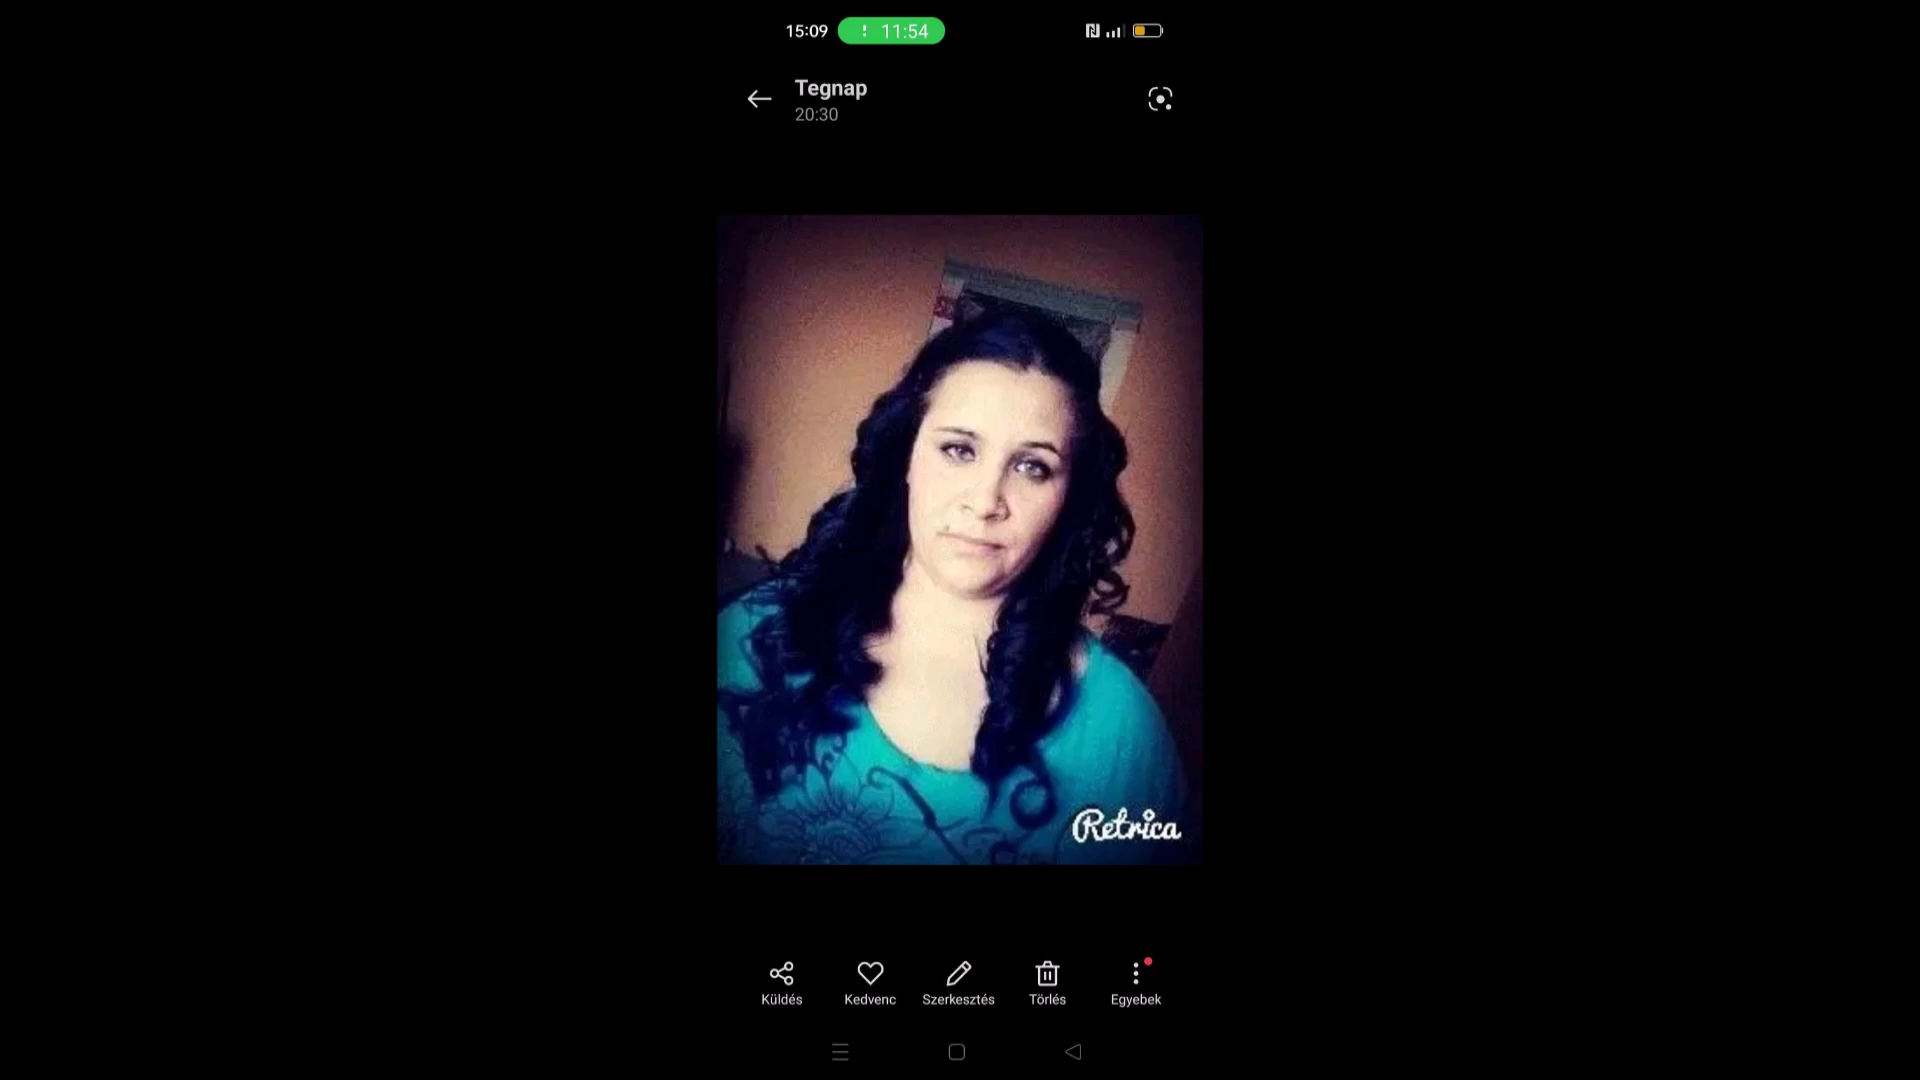 15:09 11:54
Tegnap
20:30
Retrica
Küldés Kedvenc Szerkesztés Törlés Egyebek